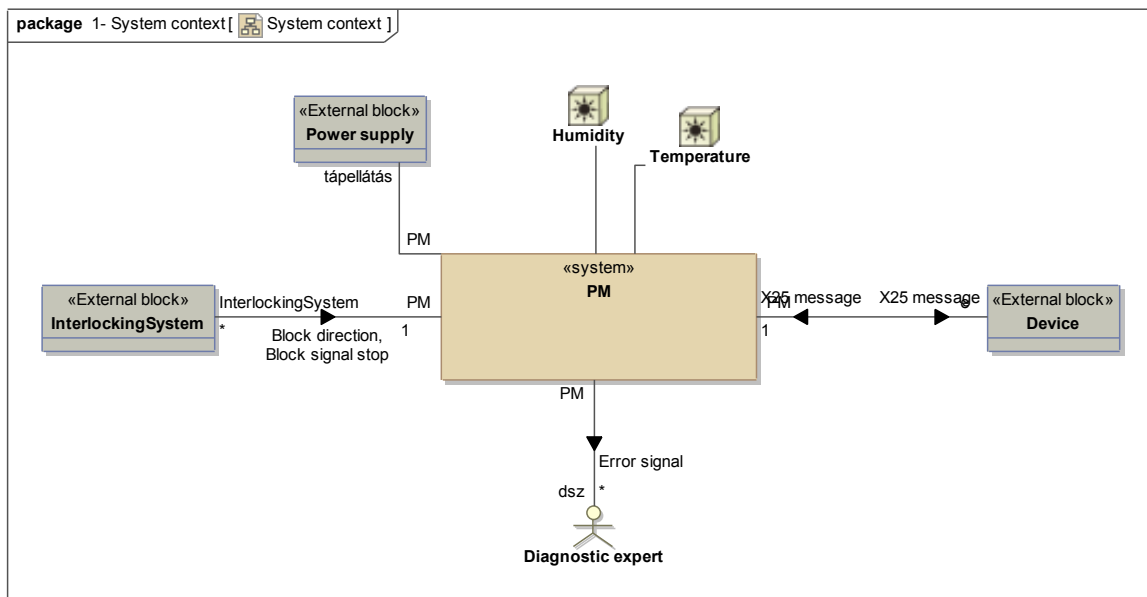 package 1- System context [ System context ]
«External block»
Power supply
tápellátás
PM
Humidity
Temperature
«system»
PM
«External block»
InterlockingSystem
InterlockingSystem
*
Block direction,
Block signal stop
PM
1
X25 message
PM
1
X25 message
«External block»
Device
PM
Error signal
dsz
*
Diagnostic expert